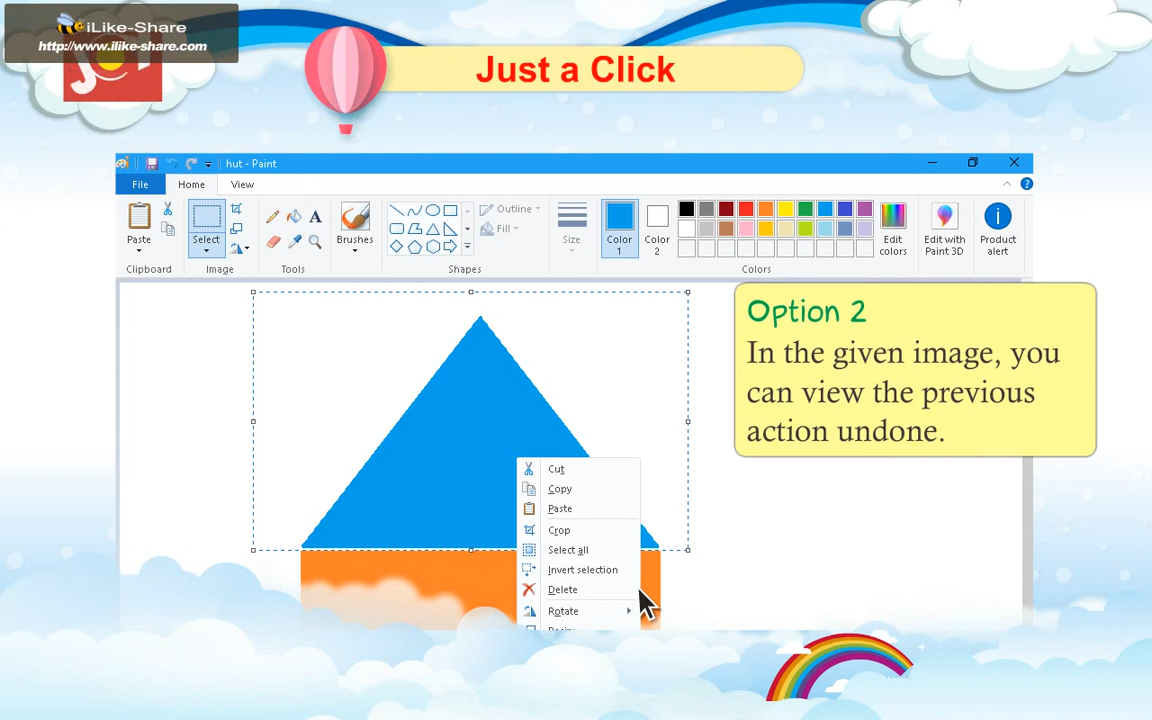 iLike-Share
http://www.ilike-share.com
Just a Click
hut - Paint
File Home View
Paste
Select
Brushes
Outline
Fill
Size
Color 1
Color 2
Edit colors
Edit with Paint 3D
Product alert
Clipboard Image Tools Shapes Colors
Option 2
In the given image, you
can view the previous
action undone.
Cut
Copy
Paste
Crop
Select all
Invert selection
Delete
Rotate